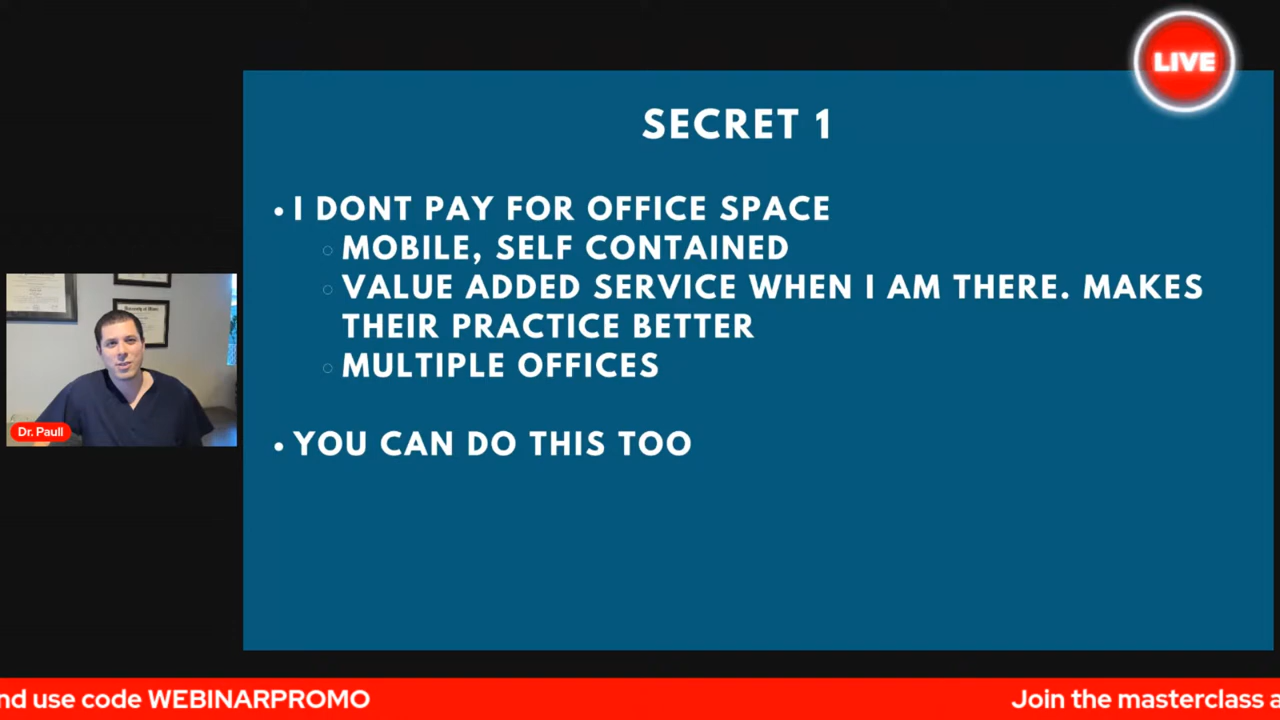 LIVE
SECRET 1
• I DONT PAY FOR OFFICE SPACE
◦ MOBILE, SELF CONTAINED
◦ VALUE ADDED SERVICE WHEN I AM THERE. MAKES
THEIR PRACTICE BETTER
◦ MULTIPLE OFFICES
• YOU CAN DO THIS TOO
Dr. Paull
nd use code WEBINARPROMO
Join the masterclass a